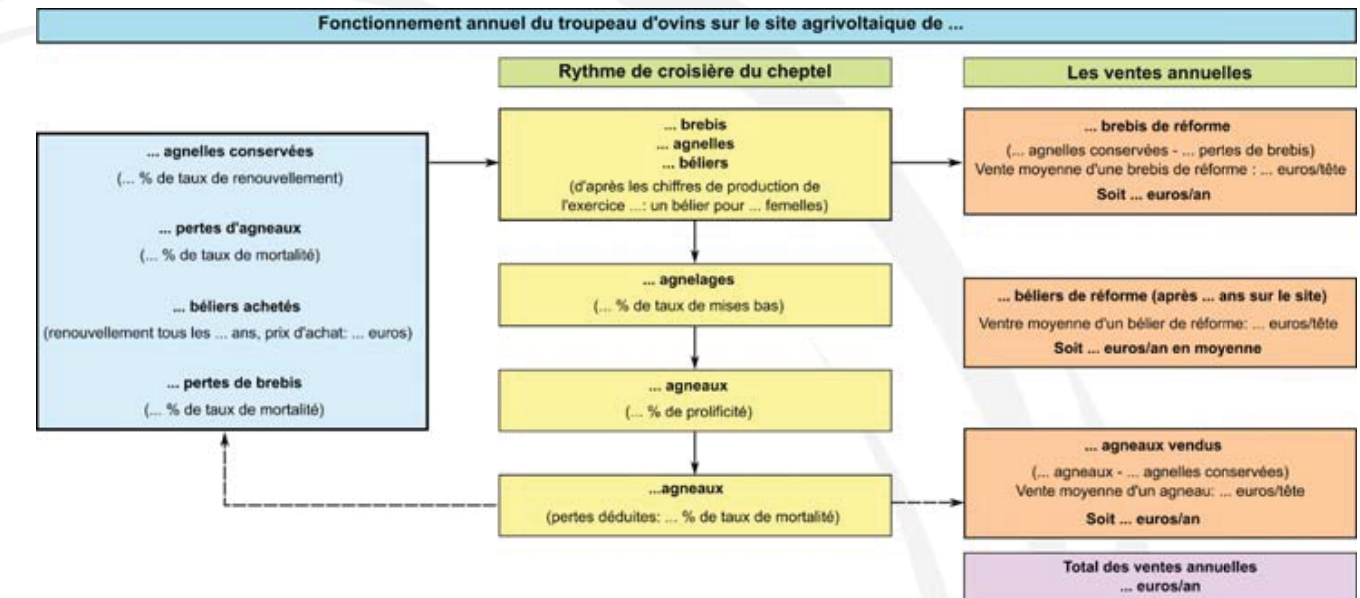 Fonctionnement annuel du troupeau d'ovins sur le site agrivoltaique de ...
Rythme de croisière du cheptel
Les ventes annuelles
... agnelles conservées
(... % de taux de renouvellement)
... pertes d'agneaux
(... % de taux de mortalité)
... béliers achetés
(renouvellement tous les ... ans, prix d'achat: ... euros)
... pertes de brebis
(... % de taux de mortalité)
... brebis
... agnelles
... béliers
(d'après les chiffres de production de
l'exercice ...: un bélier pour ... femelles)
... agnelages
(... % de taux de mises bas)
... agneaux
(... % de prolificité)
...agneaux
(pertes déduites: ... % de taux de mortalité)
... brebis de réforme
(... agnelles conservées - ... pertes de brebis)
Vente moyenne d'une brebis de réforme : ... euros/tête
Soit ... euros/an
... béliers de réforme (après ... ans sur le site)
Ventre moyenne d'un bélier de réforme: ... euros/tête
Soit ... euros/an en moyenne
... agneaux vendus
(... agneaux - ... agnelles conservées)
Vente moyenne d'un agneau: ... euros/tête
Soit ... euros/an
Total des ventes annuelles
... euros/an